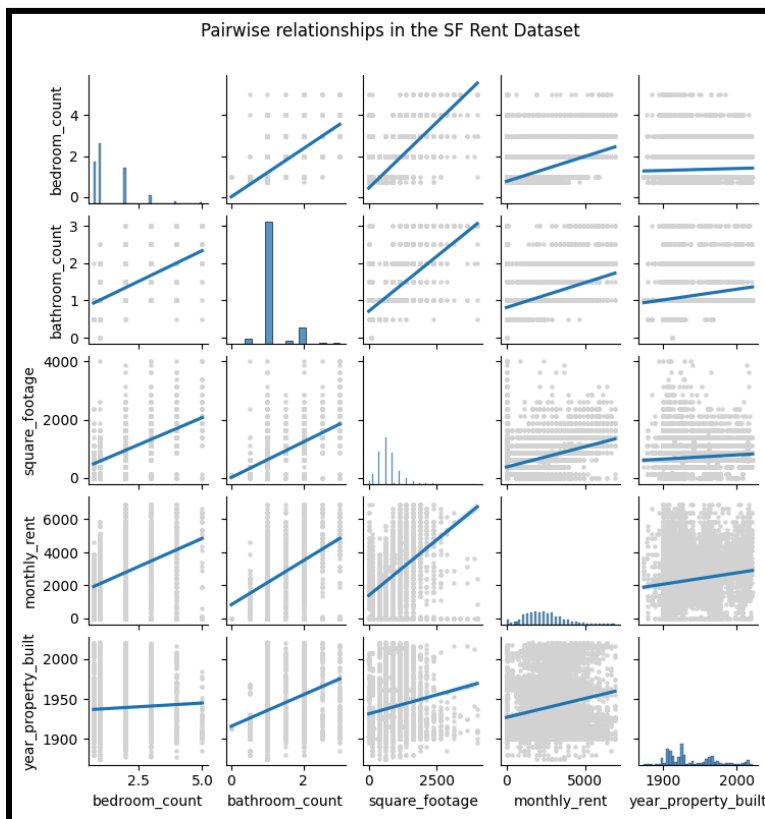 Pairwise relationships in the SF Rent Dataset
bedroom_count
4
2
0
bathroom_count
3
2
1
0
square_footage
4000
2000
0
monthly_rent
6000
4000
2000
0
year_property_built
2000
1950
1900
2.5 5.0
0 2
0 2500
0 5000
1900 2000
bedroom_count
bathroom_count
square_footage
monthly_rent
year_property_built